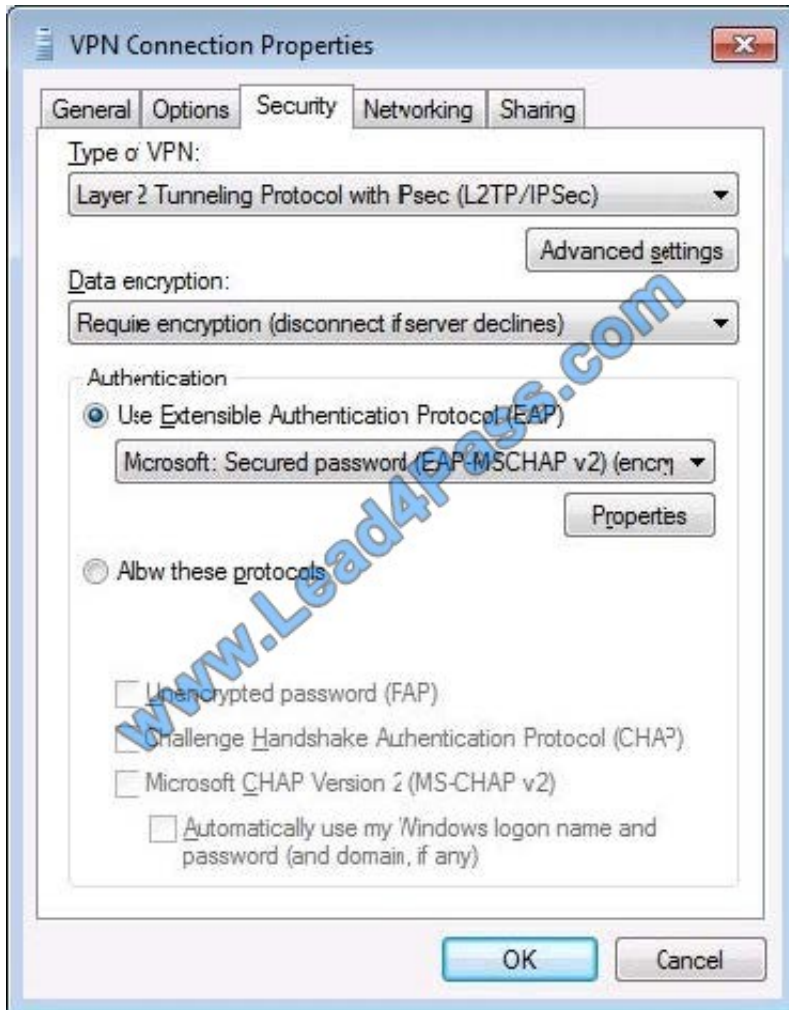 VPN Connection Properties
General Options Security Networking Sharing
Type of VPN:
Layer 2 Tunneling Protocol with IPsec (L2TP/IPSec)
Advanced settings
Data encryption:
Require encryption (disconnect if server declines)
Authentication
Use Extensible Authentication Protocol (EAP)
Microsoft: Secured password (EAP-MSCHAP v2) (encry
Properties
Allow these protocols
Unencrypted password (PAP)
Challenge Handshake Authentication Protocol (CHAP)
Microsoft CHAP Version 2 (MS-CHAP v2)
Automatically use my Windows logon name and
password (and domain, if any)
OK Cancel
www.Lead4Pass.com